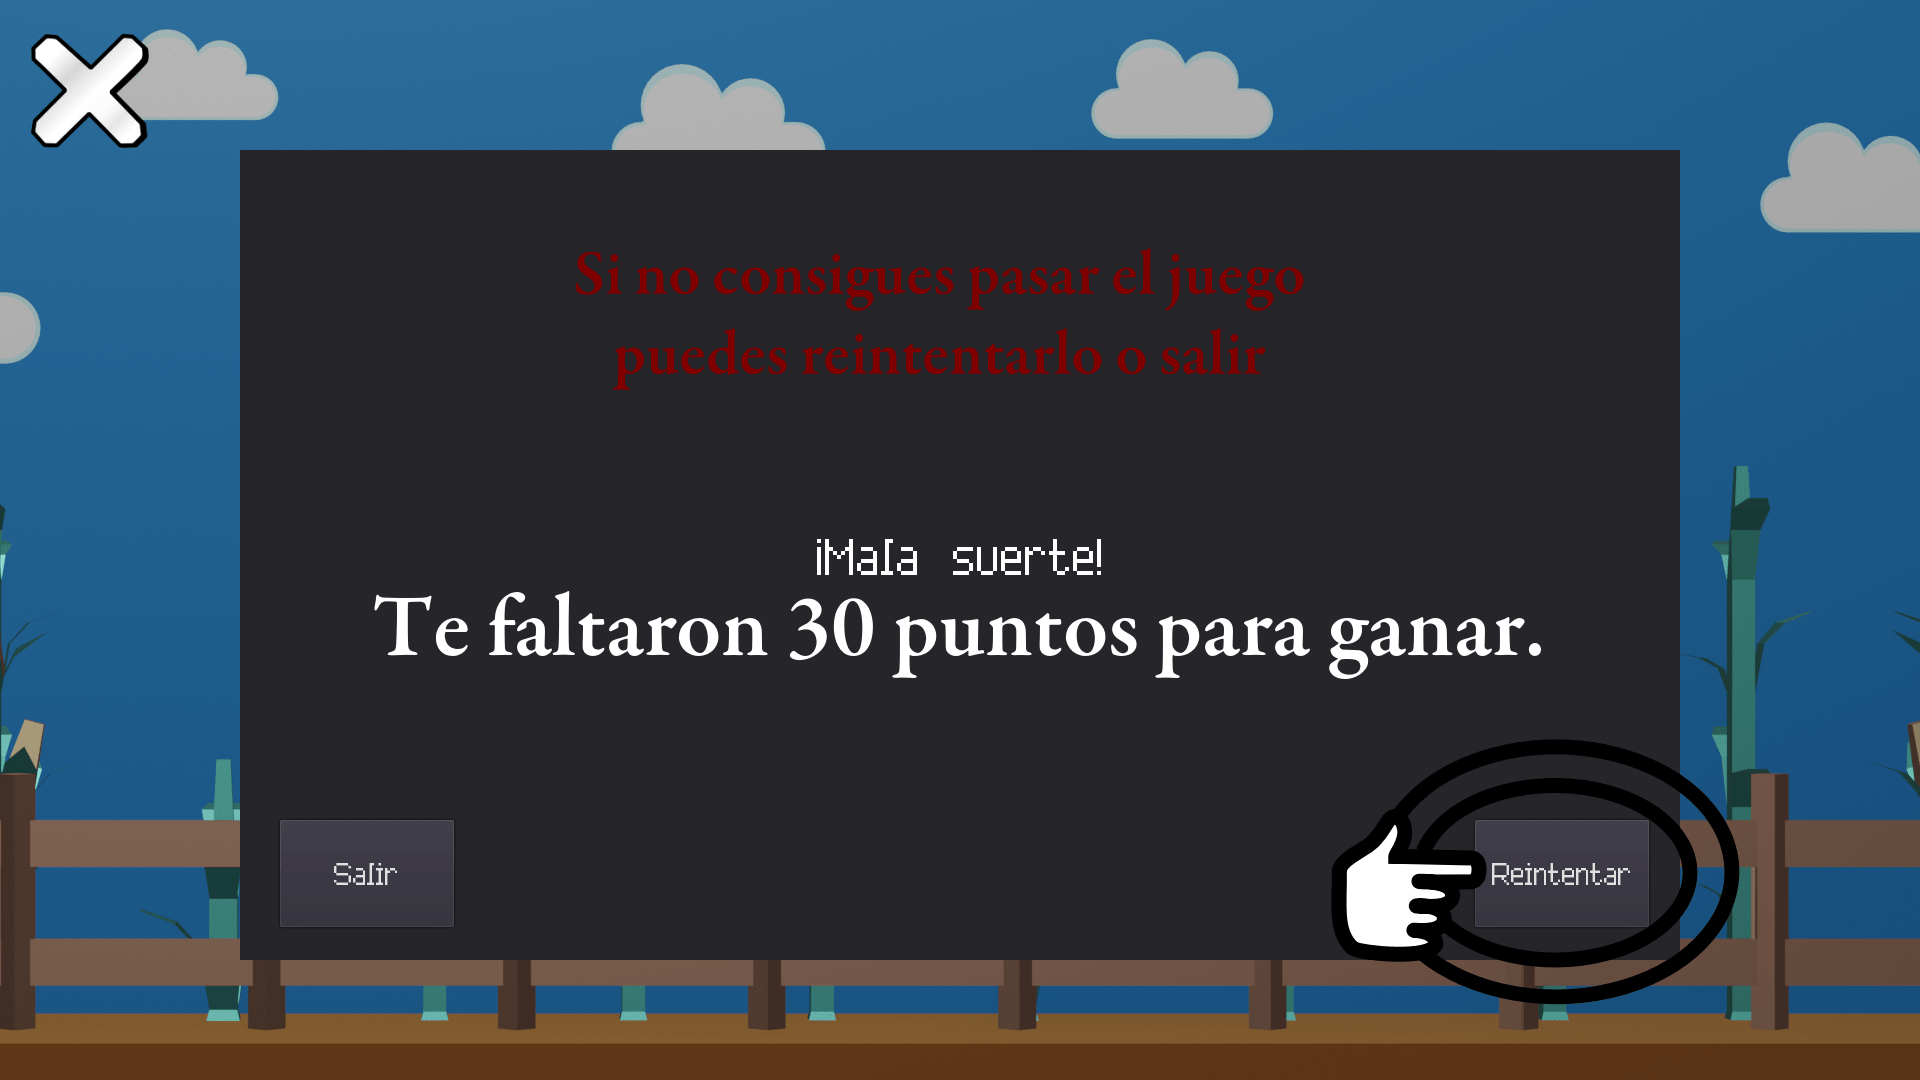 Si no consigues pasar el juego
puedes reintentarlo o salir
¡Mala suerte!
Te faltaron 30 puntos para ganar.
Salir
Reintentar